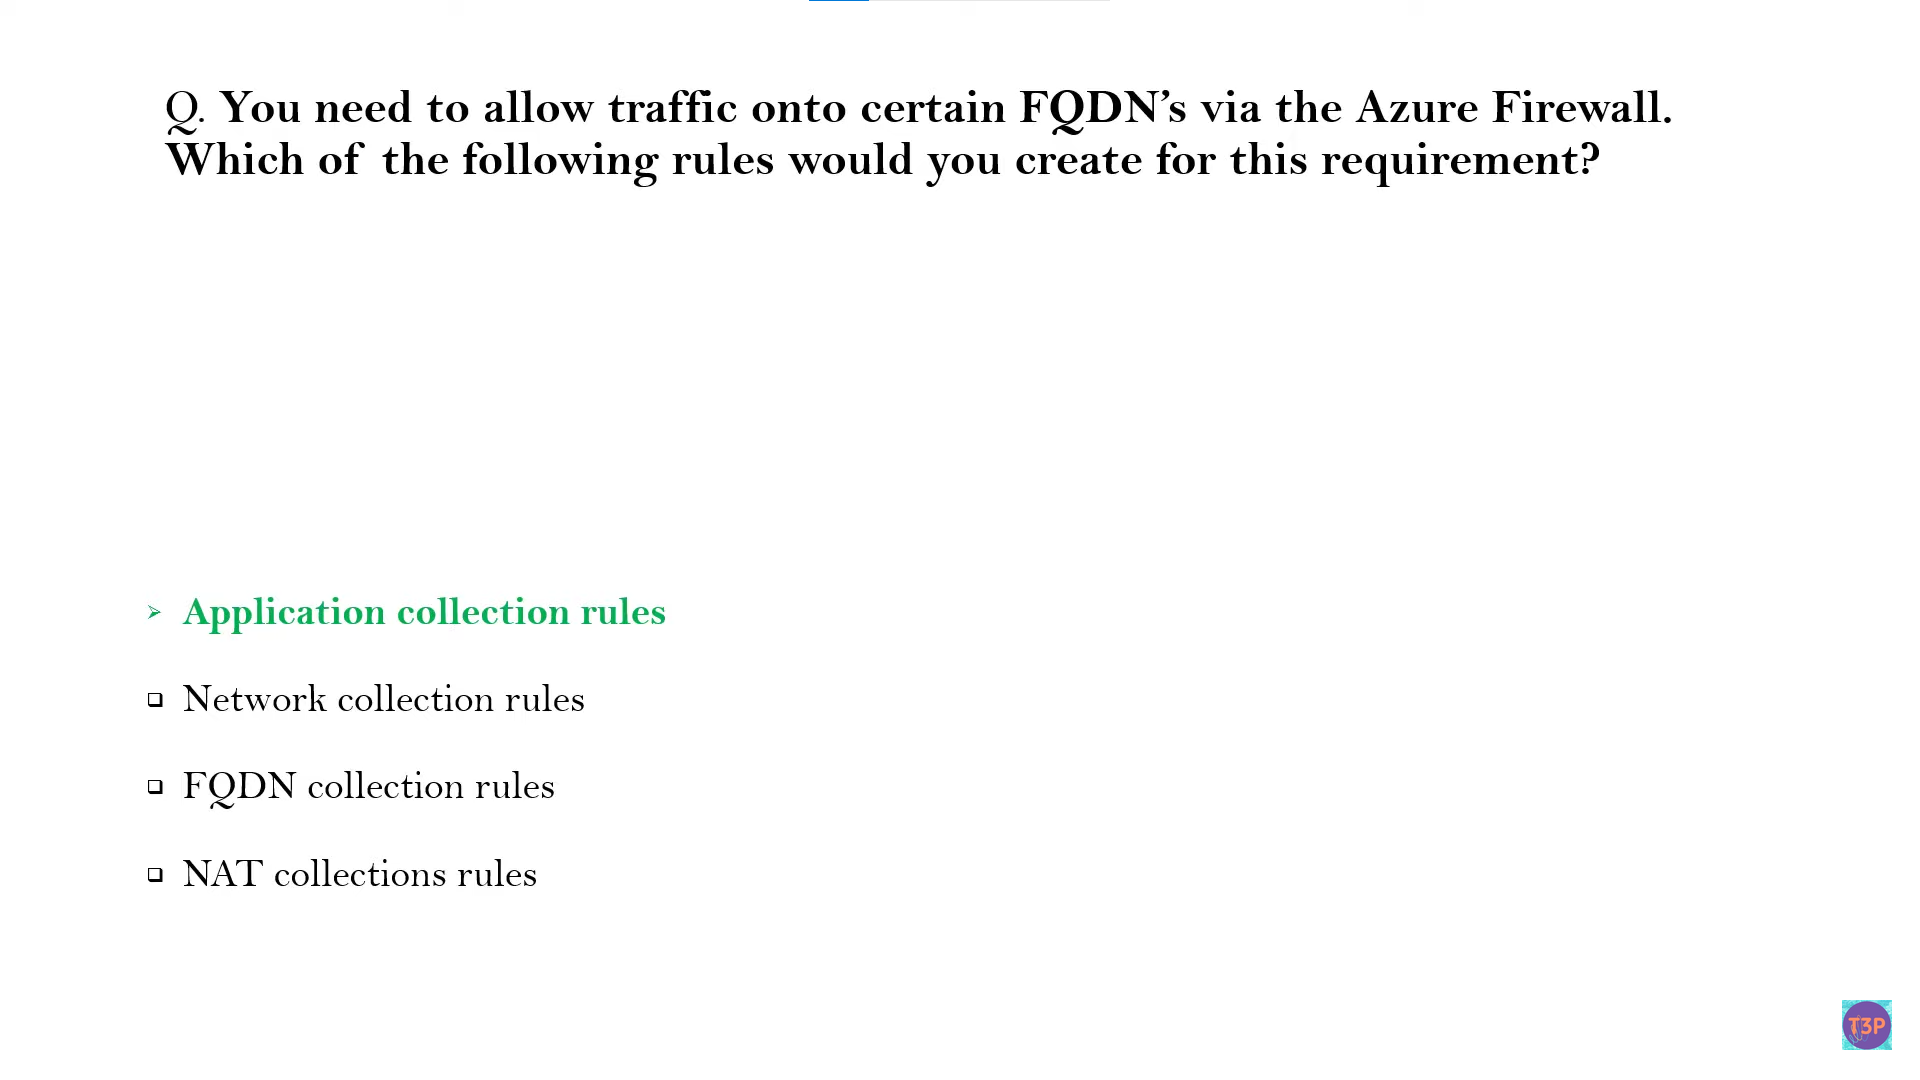 Q. You need to allow traffic onto certain FQDN’s via the Azure Firewall.
Which of the following rules would you create for this requirement?
Application collection rules
Network collection rules
FQDN collection rules
NAT collections rules
T3P